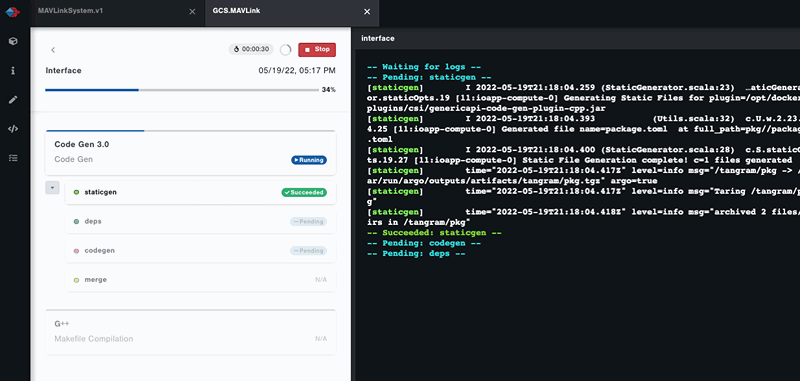 MAVLinkSystem.v1
GCS.MAVLink
00:00:30
Stop
Interface
05/19/22, 05:17 PM
34%
Code Gen 3.0
Code Gen
Running
staticgen
Succeeded
deps
Pending
codegen
Pending
merge
N/A
G++
Makefile Compilation
N/A
interface
-- Waiting for logs --
-- Pending: staticgen --
[staticgen] I 2022-05-19T21:18:04.259 (StaticGenerator.scala:23) …aticGenera
or.staticOpts.19 [11:ioapp-compute-0] Generating Static Files for plugin=/opt/docker
plugins/csi/genericapi-code-gen-plugin-cpp.jar
[staticgen] I 2022-05-19T21:18:04.393 (Utils.scala:32) c.U.w.2.23.
4.25 [11:ioapp-compute-0] Generated file name=package.toml at full_path=pkg//packag
.toml
[staticgen] I 2022-05-19T21:18:04.400 (StaticGenerator.scala:28) c.S.static
ts.19.27 [11:ioapp-compute-0] Static File Generation complete! c=1 files generated
[staticgen] time="2022-05-19T21:18:04.417Z" level=info msg="/tangram/pkg -> /
ar/run/argo/outputs/artifacts/tangram/pkg.tgz" argo=true
[staticgen] time="2022-05-19T21:18:04.417Z" level=info msg="Taring /tangram/p
g"
[staticgen] time="2022-05-19T21:18:04.418Z" level=info msg="archived 2 files/
irs in /tangram/pkg"
-- Succeeded: staticgen --
-- Pending: codegen --
-- Pending: deps --